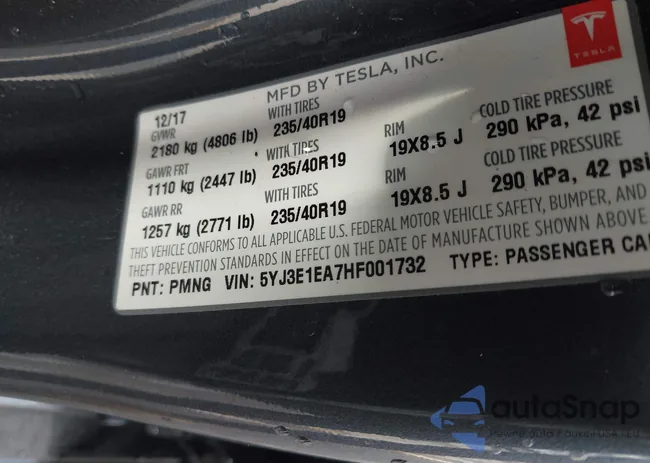 TESLA
MFD BY TESLA, INC.
12/17
GVWR WITH TIRES COLD TIRE PRESSURE
2180 kg (4806 lb) 235/40R19 RIM 290 kPa, 42 psi
GAWR FRT WITH TIRES 19X8.5 J COLD TIRE PRESSURE
1110 kg (2447 lb) 235/40R19 RIM 290 kPa, 42 psi
GAWR RR WITH TIRES 19X8.5 J
1257 kg (2771 lb) 235/40R19
THIS VEHICLE CONFORMS TO ALL APPLICABLE U.S. FEDERAL MOTOR VEHICLE SAFETY, BUMPER, AND
THEFT PREVENTION STANDARDS IN EFFECT ON THE DATE OF MANUFACTURE SHOWN ABOVE
PNT: PMNG VIN: 5YJ3E1EA7HF001732 TYPE: PASSENGER CA
autoSnap